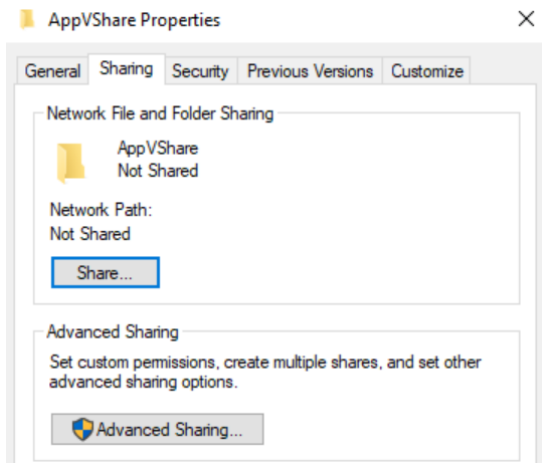 AppVShare Properties
General Sharing Security Previous Versions Customize
Network File and Folder Sharing
AppVShare
Not Shared
Network Path:
Not Shared
Share...
Advanced Sharing
Set custom permissions, create multiple shares, and set other
advanced sharing options.
Advanced Sharing...